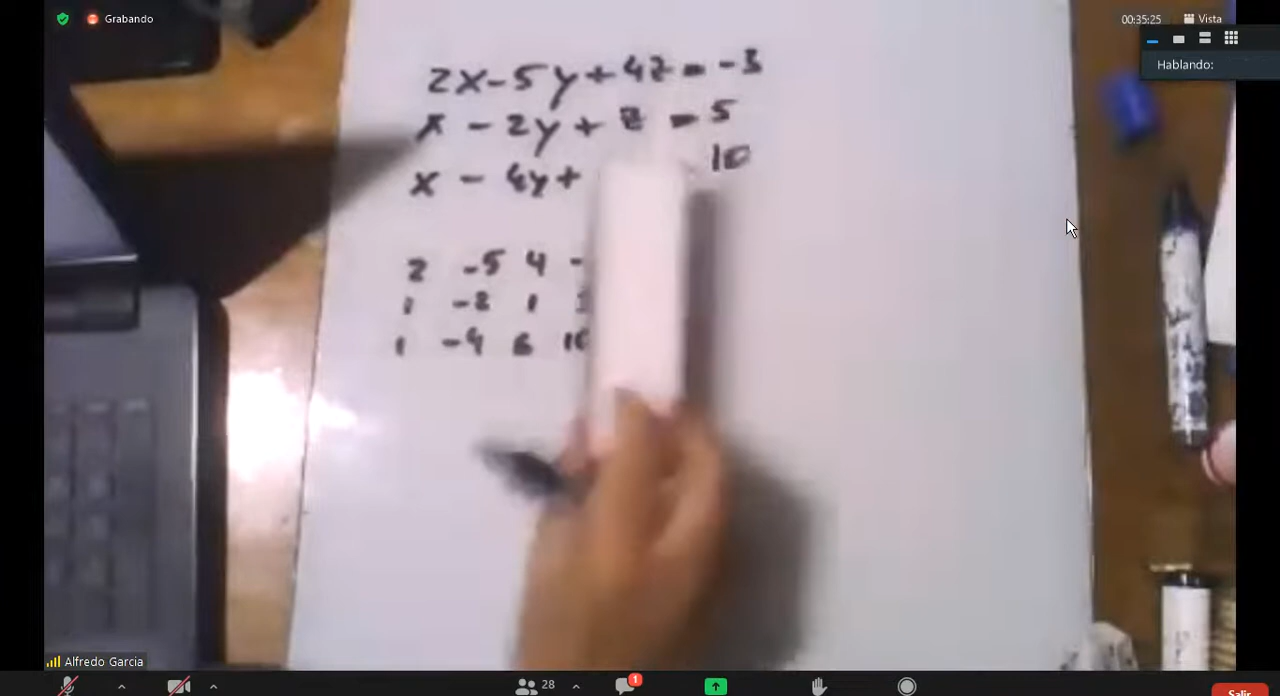 Grabando
00:35:25
Vista
Hablando:
2x-5y+4z=-3
x-2y+z=5
x-4y+ 10
2 -5 4 -
1 -2 1
1 -4 6 10
Alfredo Garcia
28
1
Salir